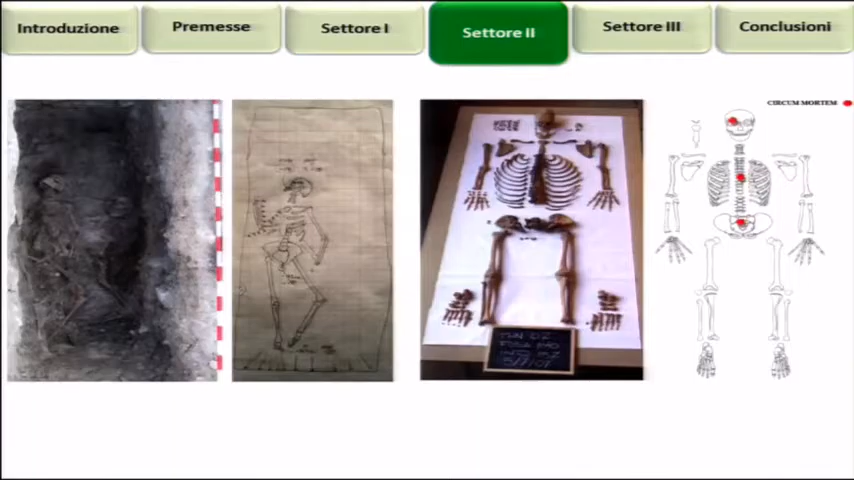 Introduzione
Premesse
Settore I
Settore II
Settore III
Conclusioni
CIRCUM MORTEM